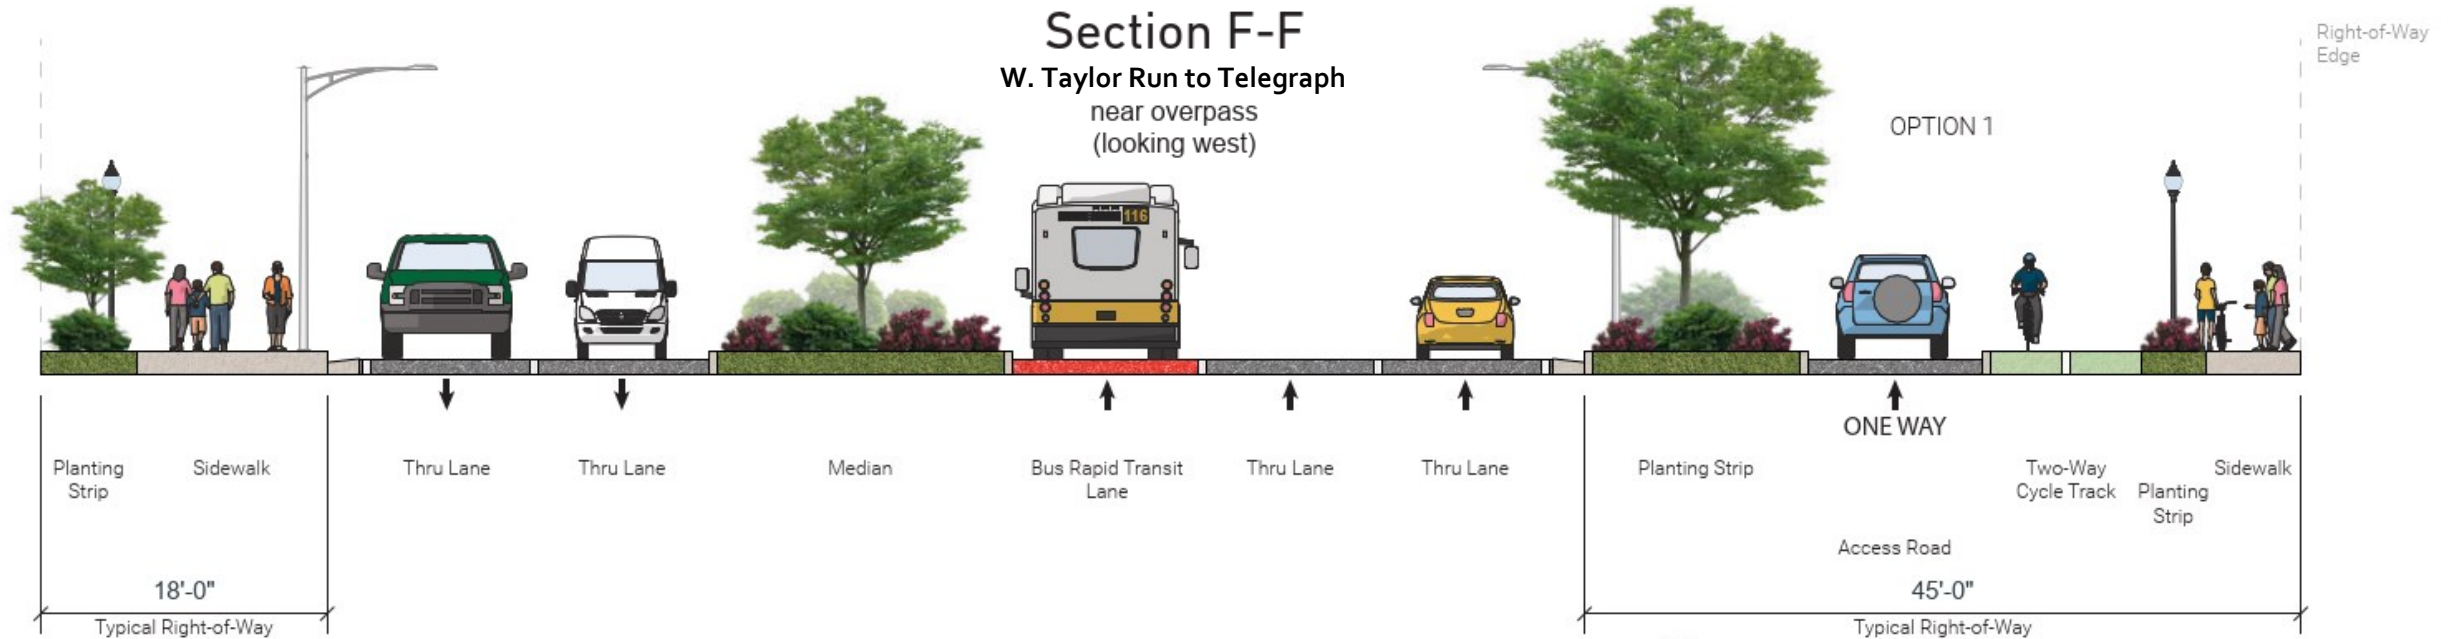 Section F-F
W. Taylor Run to Telegraph
near overpass
(looking west)
Right-of-Way
Edge
OPTION 1
116
ONE WAY
Planting
Strip
Sidewalk
Thru Lane
Thru Lane
Median
Bus Rapid Transit
Lane
Thru Lane
Thru Lane
Planting Strip
Access Road
Two-Way
Cycle Track
Planting
Strip
Sidewalk
18'-0"
Typical Right-of-Way
45'-0"
Typical Right-of-Way